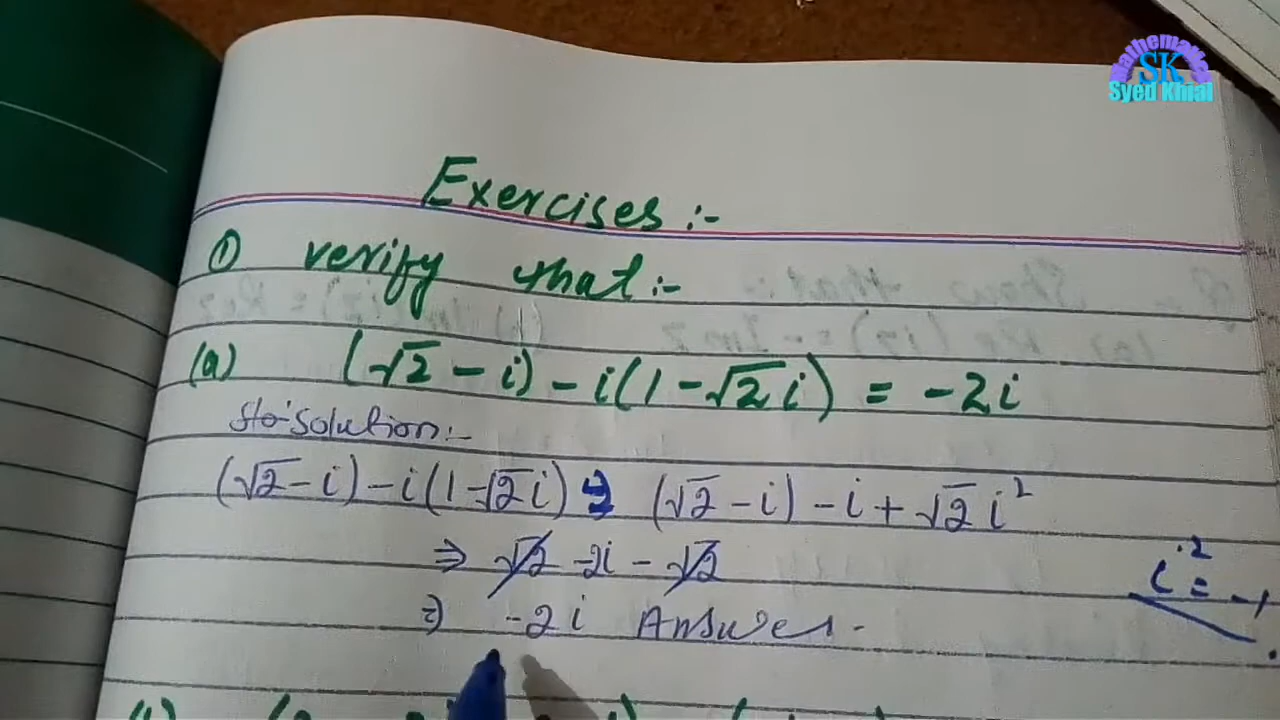 Mathematics
SK
Syed Khial
Exercises :-
① verify that :-
(a) (√2 - i) - i(1 - √2 i) = -2i
Solution :-
(√2 - i) - i(1 - √2 i) ⇒ (√2 - i) - i + √2 i²
⇒ √2 - 2i - √2
i² = -1
⇒ -2i Answer.